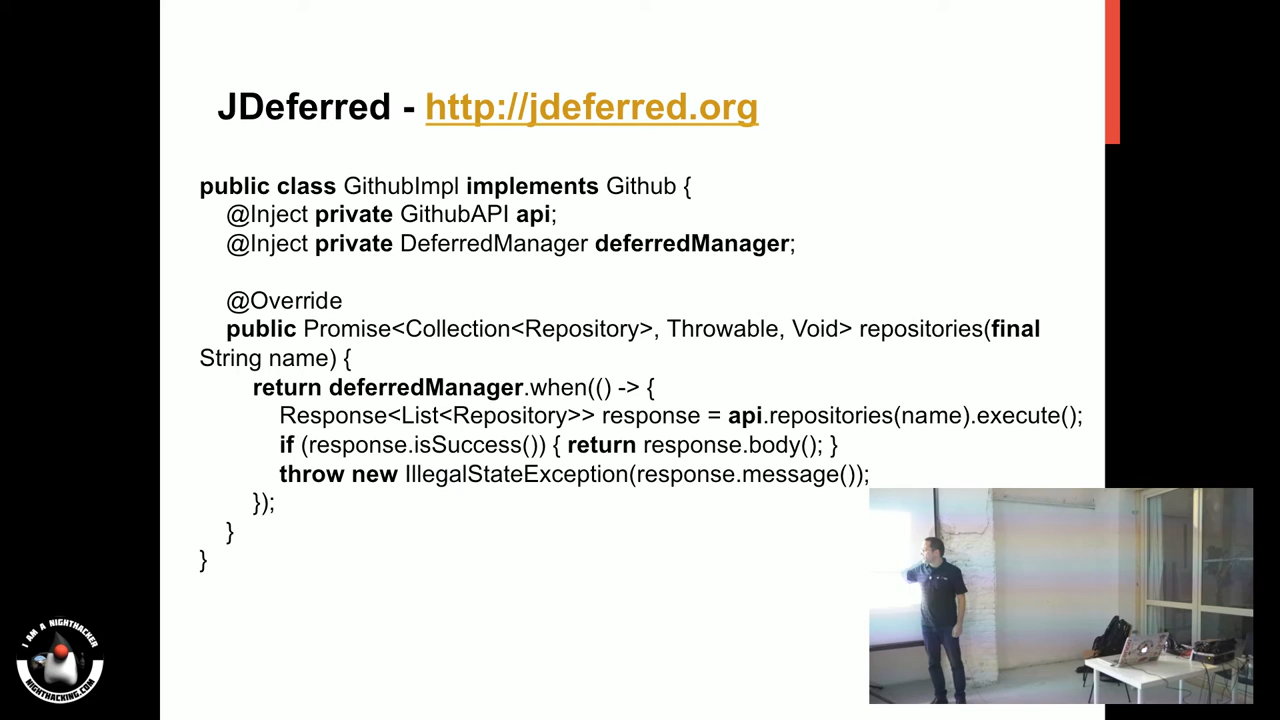 JDeferred - http://jdeferred.org
public class GithubImpl implements Github {
@Inject private GithubAPI api;
@Inject private DeferredManager deferredManager;
@Override
public Promise<Collection<Repository>, Throwable, Void> repositories(final
String name) {
return deferredManager.when(() -> {
Response<List<Repository>> response = api.repositories(name).execute();
if (response.isSuccess()) { return response.body(); }
throw new IllegalStateException(response.message());
});
}
}
I AM A NIGHTHACKER
NIGHTHACKING.COM